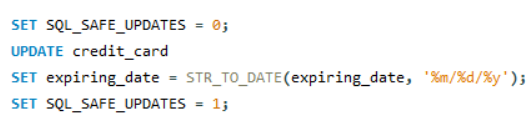 SET SQL_SAFE_UPDATES = 0;
UPDATE credit_card
SET expiring_date = STR_TO_DATE(expiring_date, '%m/%d/%y');
SET SQL_SAFE_UPDATES = 1;